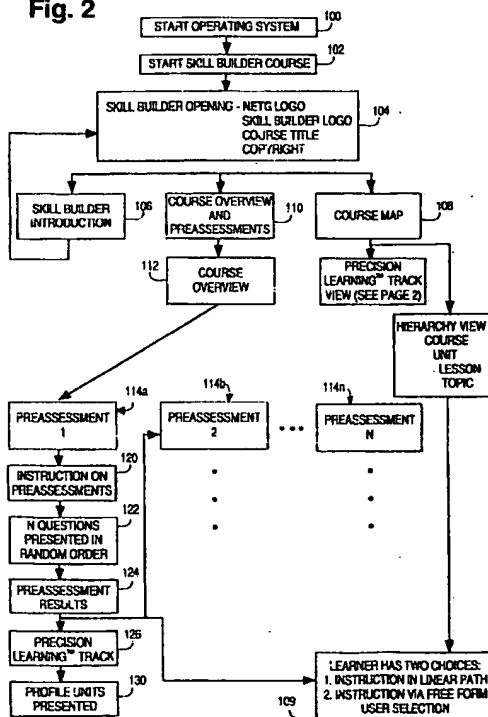 Fig. 2
START OPERATING SYSTEM
100
START SKILL BUILDER COURSE
102
SKILL BUILDER OPENING - NETG LOGO
SKILL BUILDER LOGO
COURSE TITLE
COPYRIGHT
104
SKILL BUILDER
INTRODUCTION
106
COURSE OVERVIEW
AND
PREASSESSMENTS
110
COURSE MAP
108
112
COURSE
OVERVIEW
PRECISION
LEARNING™ TRACK
VIEW (SEE PAGE 2)
HIERARCHY VIEW
COURSE
UNIT
LESSON
TOPIC
PREASSESSMENT
1
114a
PREASSESSMENT
2
114b
• • •
PREASSESSMENT
N
114n
INSTRUCTION ON
PREASSESSMENTS
120
N QUESTIONS
PRESENTED IN
RANDOM ORDER
122
PREASSESSMENT
RESULTS
124
PRECISION
LEARNING™ TRACK
126
PROFILE UNITS
PRESENTED
130
LEARNER HAS TWO CHOICES:
1. INSTRUCTION IN LINEAR PATH
2. INSTRUCTION VIA FREE FORM
USER SELECTION
109